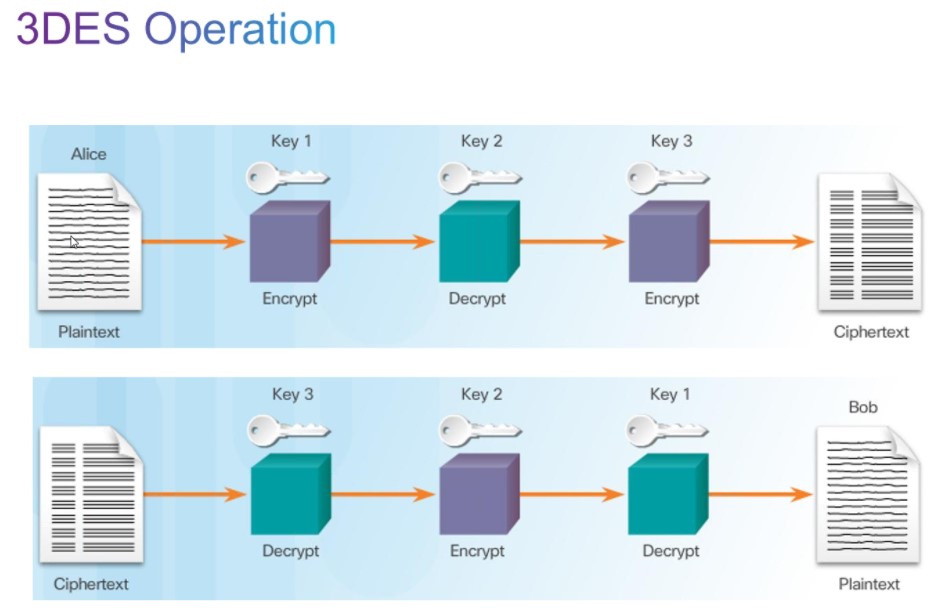 3DES Operation
Key 1 Key 2 Key 3
Alice
Encrypt Decrypt Encrypt
Plaintext Ciphertext
Key 3 Key 2 Key 1
Bob
Decrypt Encrypt Decrypt
Ciphertext Plaintext